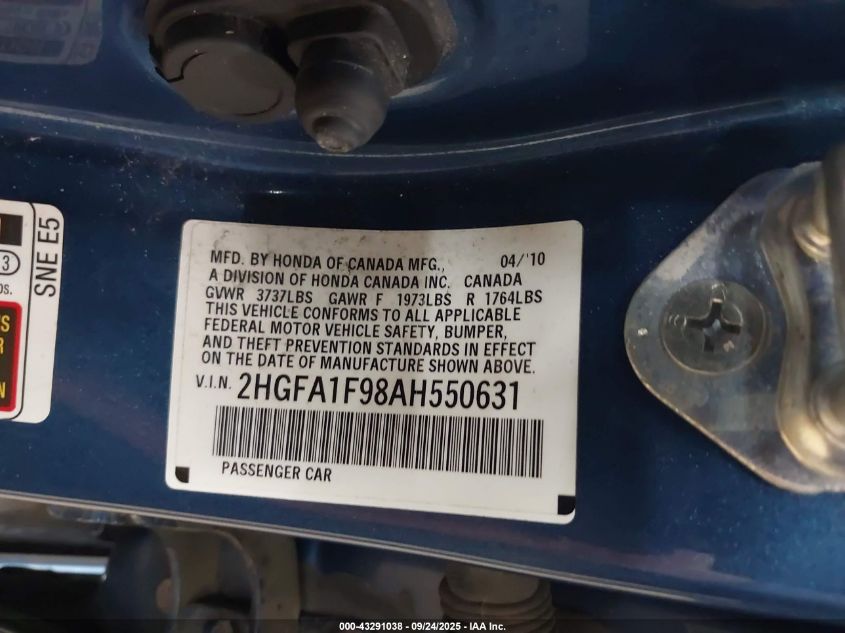 SNE E5
3
OS.
S
R
N
MFD. BY HONDA OF CANADA MFG., 04/'10
A DIVISION OF HONDA CANADA INC. CANADA
GVWR 3737LBS GAWR F 1973LBS R 1764LBS
THIS VEHICLE CONFORMS TO ALL APPLICABLE
FEDERAL MOTOR VEHICLE SAFETY, BUMPER,
AND THEFT PREVENTION STANDARDS IN EFFECT
ON THE DATE OF MANUFACTURE SHOWN ABOVE.
V.I.N. 2HGFA1F98AH550631
PASSENGER CAR
000-43291038 - 09/24/2025 - IAA Inc.